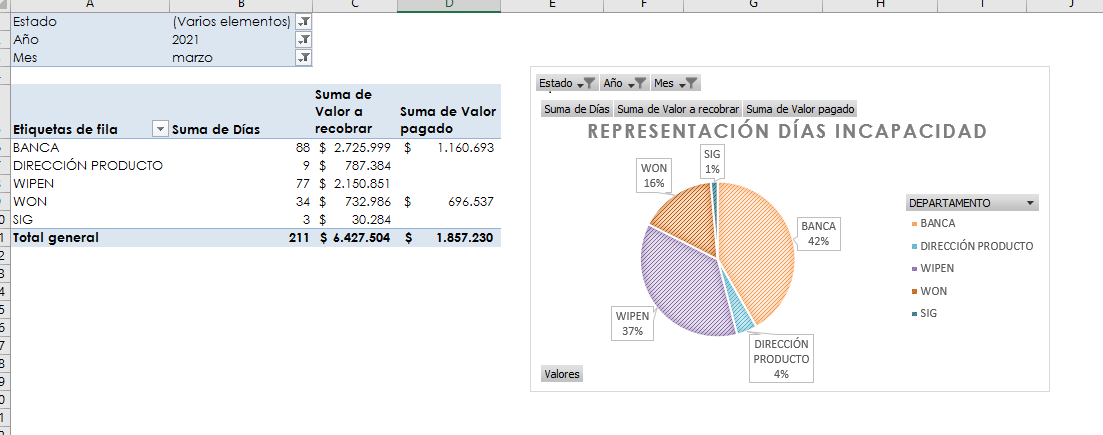 A B C D E F G H I J
Estado (Varios elementos)
Año 2021
Mes marzo
Etiquetas de fila Suma de Días Suma de Valor a recobrar Suma de Valor pagado
BANCA 88 $ 2.725.999 $ 1.160.693
DIRECCIÓN PRODUCTO 9 $ 787.384
WIPEN 77 $ 2.150.851
WON 34 $ 732.986 $ 696.537
SIG 3 $ 30.284
Total general 211 $ 6.427.504 $ 1.857.230
Estado Año Mes
Suma de Días Suma de Valor a recobrar Suma de Valor pagado
REPRESENTACIÓN DÍAS INCAPACIDAD
SIG
1%
WON
16%
BANCA
42%
WIPEN
37%
DIRECCIÓN
PRODUCTO
4%
DEPARTAMENTO
BANCA
DIRECCIÓN PRODUCTO
WIPEN
WON
SIG
Valores